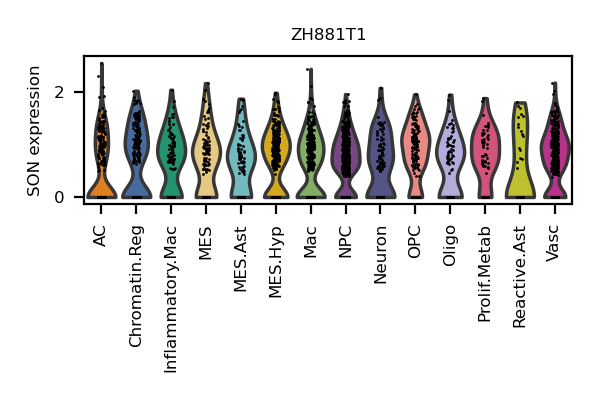 ZH881T1
SON expression
2
0
AC
Chromatin.Reg
Inflammatory.Mac
MES
MES.Ast
MES.Hyp
Mac
NPC
Neuron
OPC
Oligo
Prolif.Metab
Reactive.Ast
Vasc